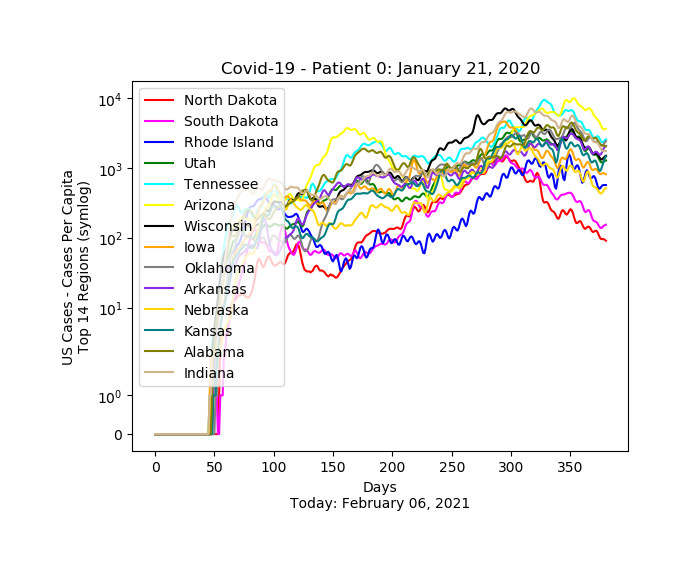 Covid-19 - Patient 0: January 21, 2020
US Cases - Cases Per Capita
Top 14 Regions (symlog)
10^4
10^3
10^2
10^1
10^0
0
North Dakota
South Dakota
Rhode Island
Utah
Tennessee
Arizona
Wisconsin
Iowa
Oklahoma
Arkansas
Nebraska
Kansas
Alabama
Indiana
0 50 100 150 200 250 300 350
Days
Today: February 06, 2021